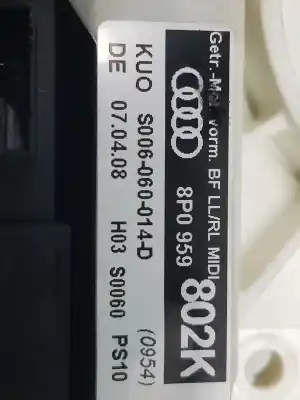 Getr.-Mot. vorm. BF LL/RL MIDI
8P0 959 802K
KUO S006-060-014-D (0954)
DE 07.04.08 H03 S0060 PS10